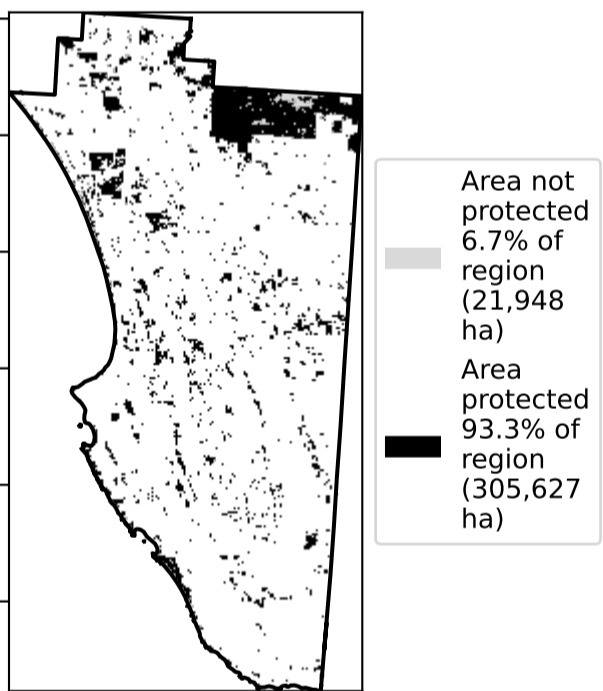 Area not
protected
6.7% of
region
(21,948
ha)
Area
protected
93.3% of
region
(305,627
ha)